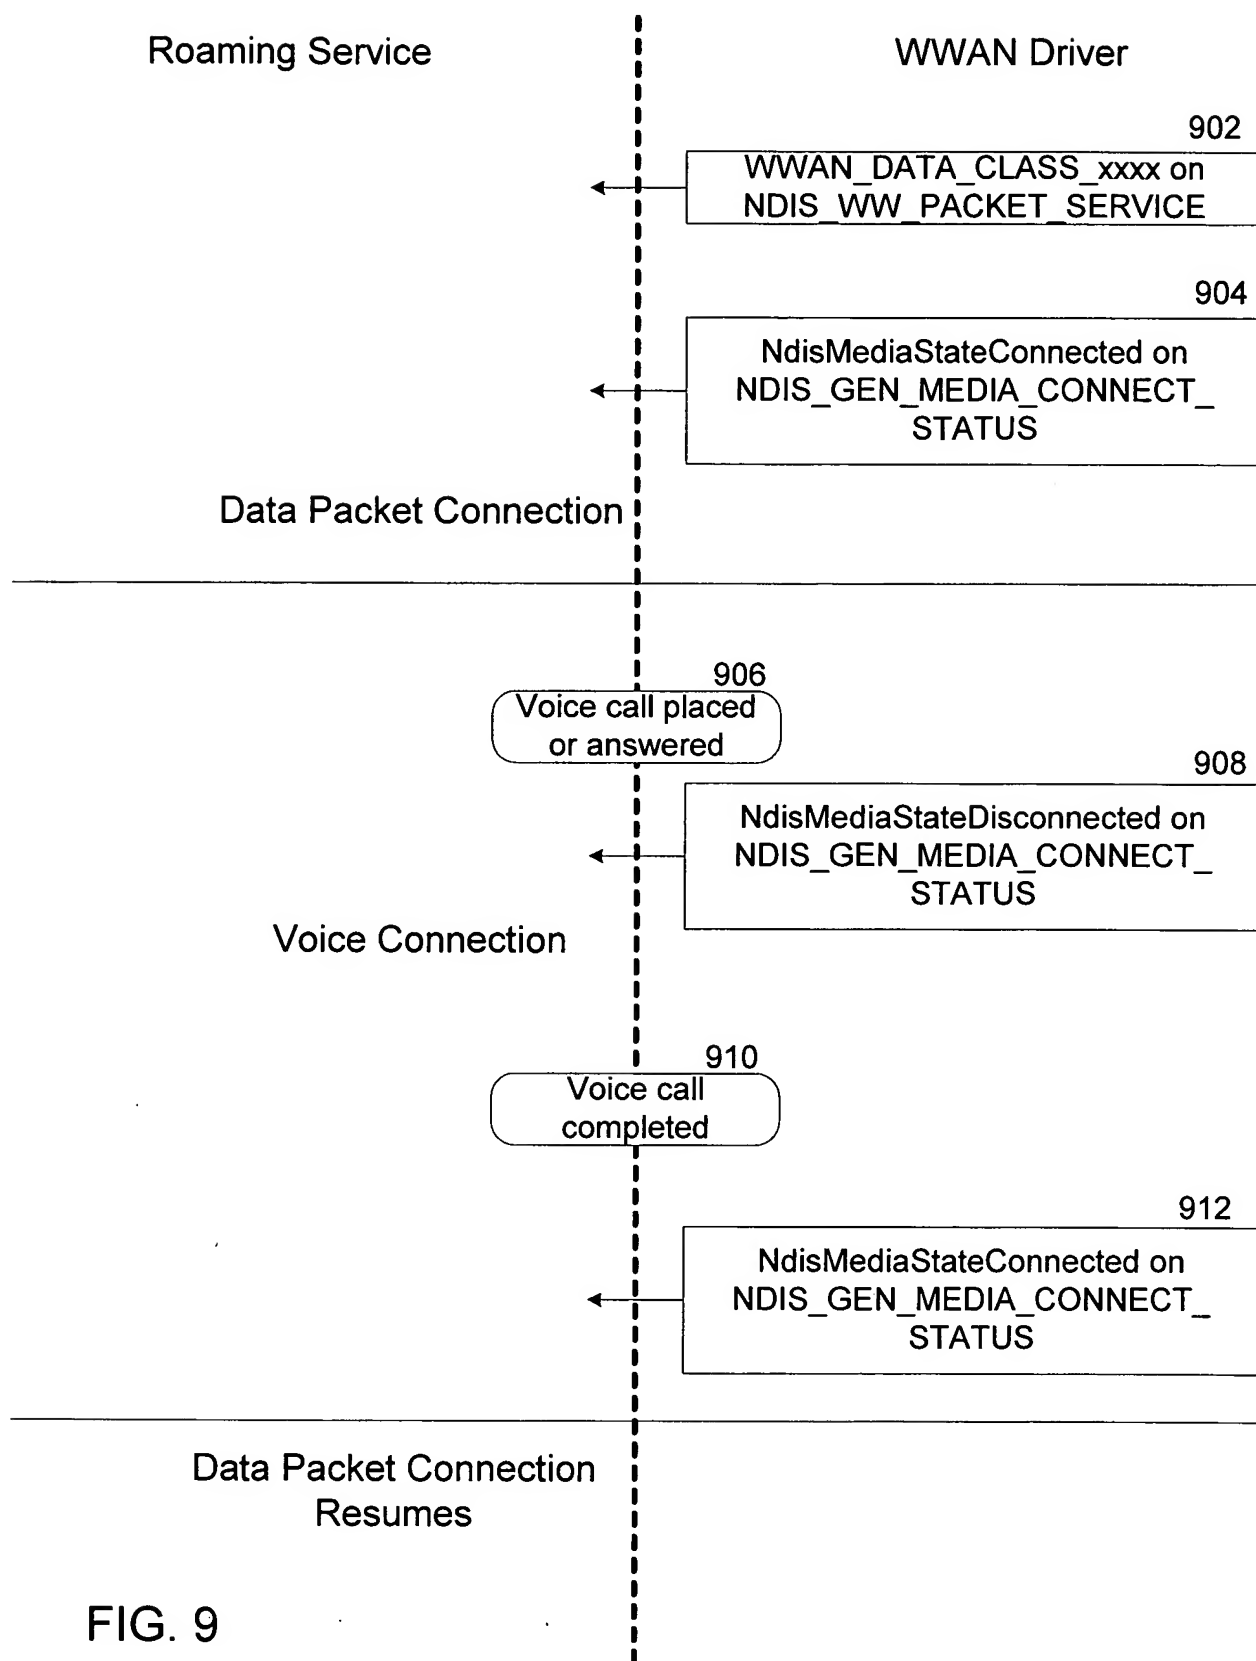 Roaming Service
WWAN Driver
902
WWAN_DATA_CLASS_xxxx on
NDIS_WW_PACKET_SERVICE
904
NdisMediaStateConnected on
NDIS_GEN_MEDIA_CONNECT_
STATUS
Data Packet Connection
906
Voice call placed
or answered
908
NdisMediaStateDisconnected on
NDIS_GEN_MEDIA_CONNECT_
STATUS
Voice Connection
910
Voice call
completed
912
NdisMediaStateConnected on
NDIS_GEN_MEDIA_CONNECT_
STATUS
Data Packet Connection
Resumes
FIG. 9